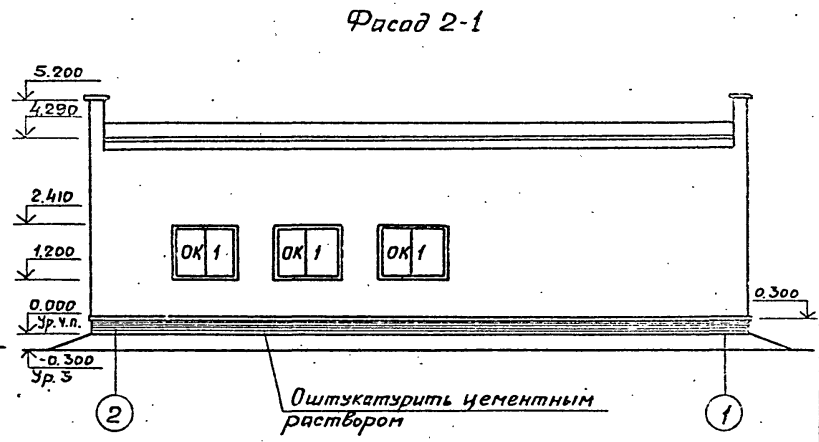 Фасад 2-1
5.200
4.290
2.410
ОК 1 ОК 1 ОК 1
1.200
0.300
0.000
Ур.ч.п.
-0.300
Ур. З
Оштукатурить цементным
раствором
2 1